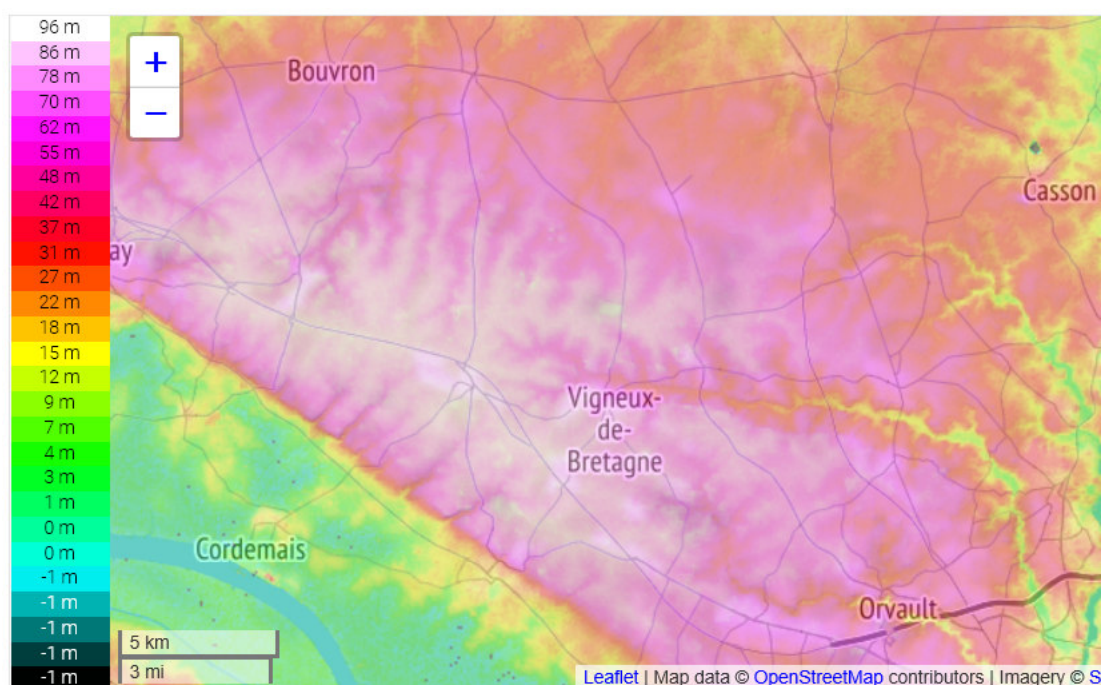 96 m
86 m
78 m
70 m
62 m
55 m
48 m
42 m
37 m
31 m
27 m
22 m
18 m
15 m
12 m
9 m
7 m
4 m
3 m
1 m
0 m
0 m
-1 m
-1 m
-1 m
-1 m
-1 m
+
−
Bouvron
Casson
ay
Vigneux-
de-
Bretagne
Cordemais
Orvault
5 km
3 mi
Leaflet | Map data © OpenStreetMap contributors | Imagery © S